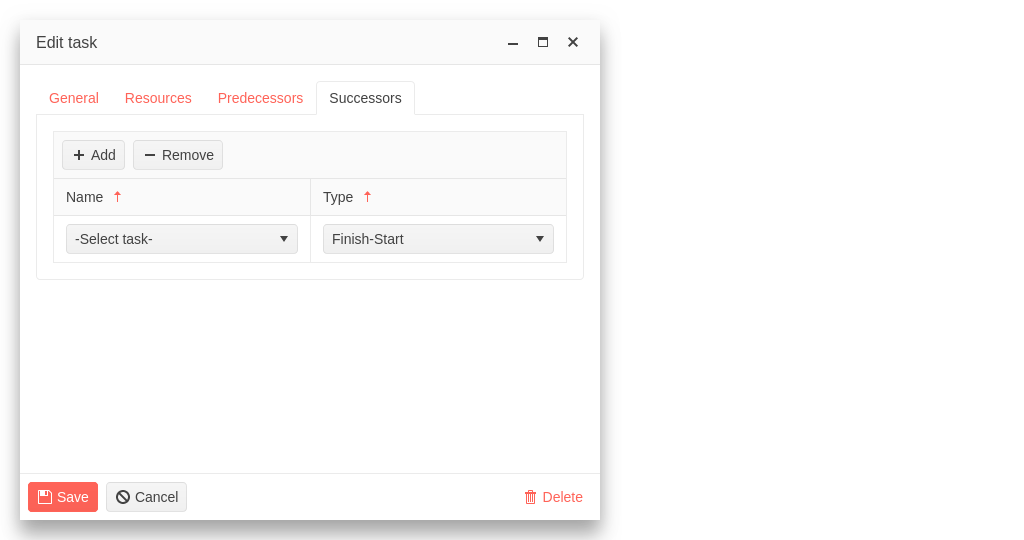 Edit task
General Resources Predecessors Successors
Add Remove
Name Type
-Select task- Finish-Start
Save Cancel Delete